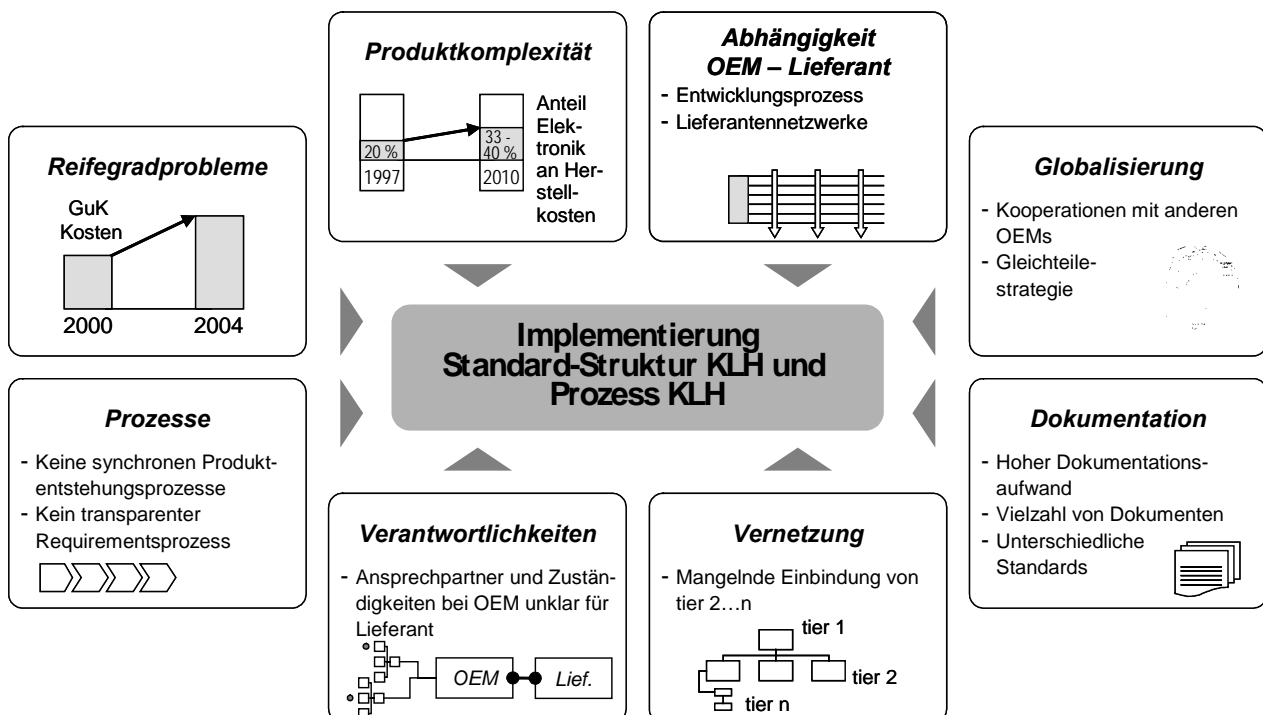 Produktkomplexität
20 %
1997
33 -
40 %
2010
Anteil
Elek-
tronik
an Her-
stell-
kosten
Abhängigkeit
OEM – Lieferant
- Entwicklungsprozess
- Lieferantennetzwerke
Reifegradprobleme
GuK
Kosten
2000
2004
Globalisierung
- Kooperationen mit anderen
OEMs
- Gleichteile-
strategie
Implementierung
Standard-Struktur KLH und
Prozess KLH
Prozesse
- Keine synchronen Produkt-
entstehungsprozesse
- Kein transparenter
Requirementsprozess
Dokumentation
- Hoher Dokumentations-
aufwand
- Vielzahl von Dokumenten
- Unterschiedliche
Standards
Verantwortlichkeiten
- Ansprechpartner und Zustän-
digkeiten bei OEM unklar für
Lieferant
OEM
Lief.
Vernetzung
- Mangelnde Einbindung von
tier 2…n
tier 1
tier 2
tier n